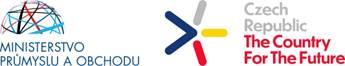 MINISTERSTVO
PRŮMYSLU A OBCHODU
Czech
Republic
The Country
For The Future